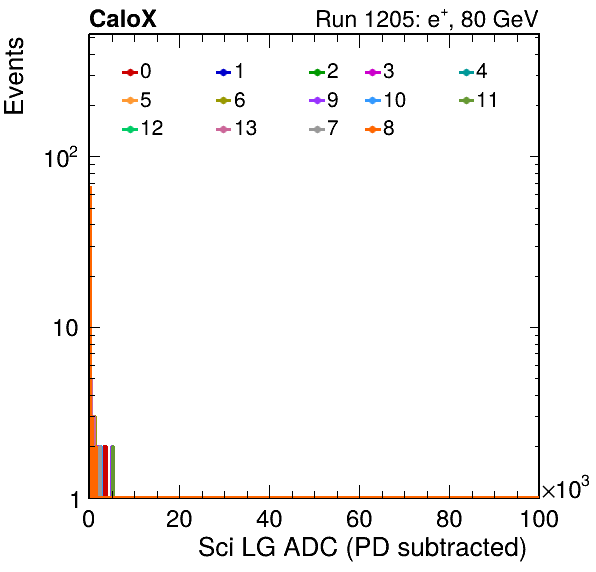 CaloX Run 1205: e⁺, 80 GeV
Events
0 1 2 3 4
5 6 9 10 11
12 13 7 8
10²
10
1
0 20 40 60 80 100
×10³
Sci LG ADC (PD subtracted)